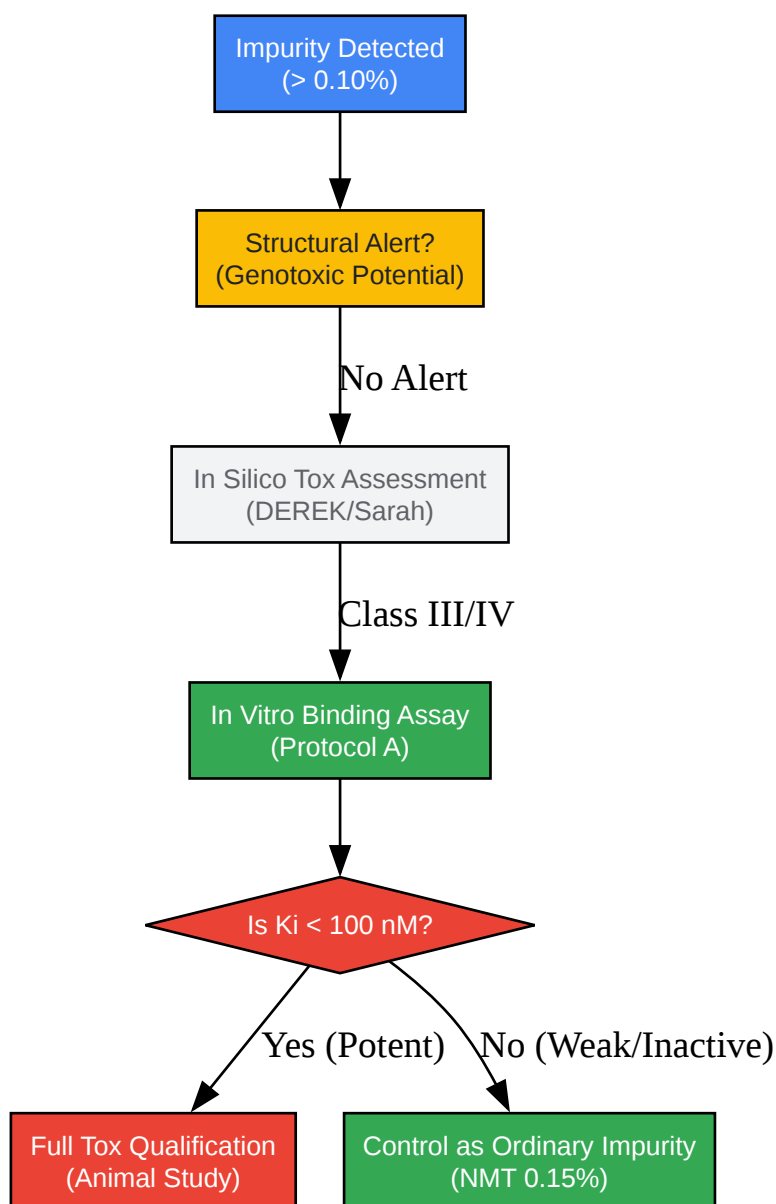 Impurity Detected
(> 0.10%)
Structural Alert?
(Genotoxic Potential)
No Alert
In Silico Tox Assessment
(DEREK/Sarah)
Class III/IV
In Vitro Binding Assay
(Protocol A)
Is Ki < 100 nM?
Yes (Potent)
No (Weak/Inactive)
Full Tox Qualification
(Animal Study)
Control as Ordinary Impurity
(NMT 0.15%)